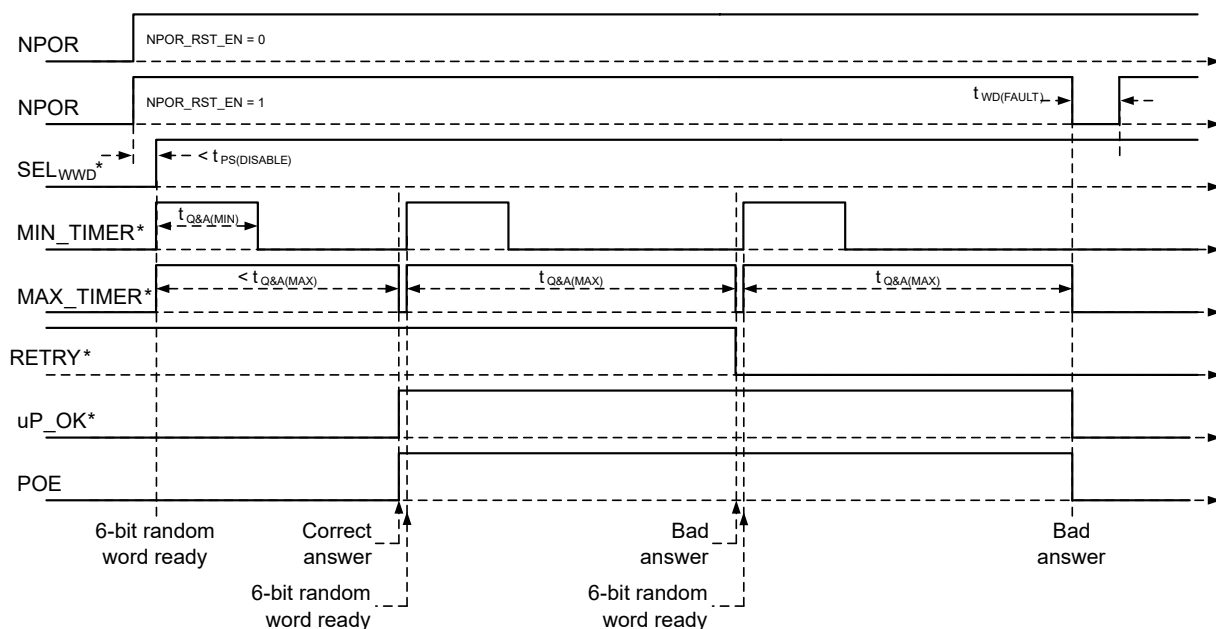 NPOR
NPOR_RST_EN = 0
NPOR
NPOR_RST_EN = 1
t WD(FAULT)
SELWWD*
< tPS(DISABLE)
MIN_TIMER*
tQ&A(MIN)
MAX_TIMER*
< tQ&A(MAX)
tQ&A(MAX)
tQ&A(MAX)
RETRY*
uP_OK*
POE
6-bit random
word ready
Correct
answer
Bad
answer
Bad
answer
6-bit random
word ready
6-bit random
word ready